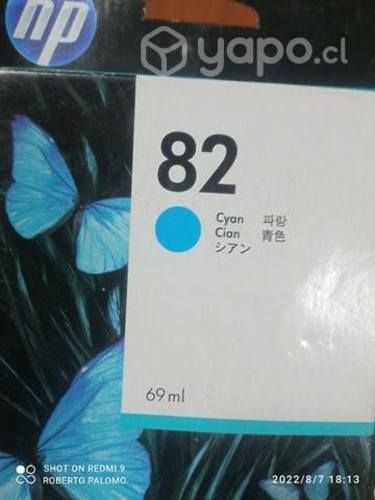 hp
yapo.cl
82
Cyan 파랑
Cian 青色
シアン
69 ml
SHOT ON REDMI 9
ROBERTO PALOMO.
2022/8/7 18:13